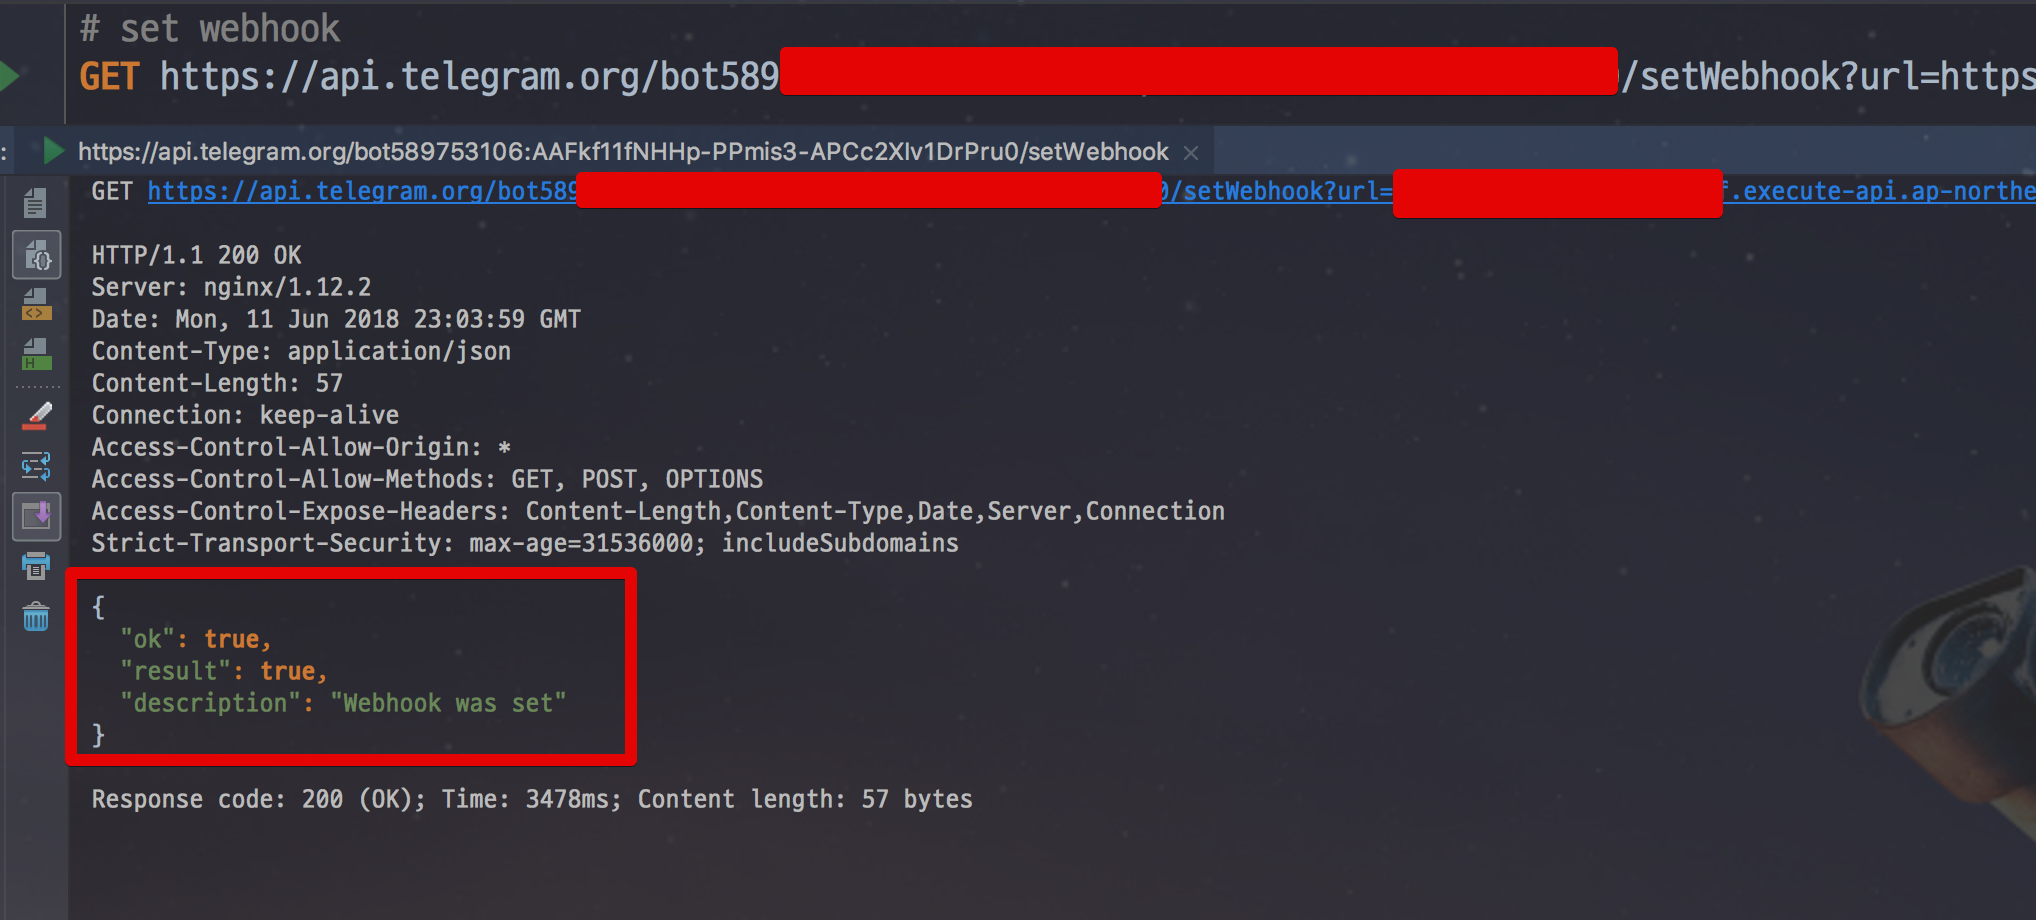 # set webhook
GET https://api.telegram.org/bot589 /setWebhook?url=https
: https://api.telegram.org/bot589753106:AAFkf11fNHHp-PPmis3-APCc2XIv1DrPru0/setWebhook ×
GET https://api.telegram.org/bot589 /setWebhook?url= .execute-api.ap-northe
HTTP/1.1 200 OK
Server: nginx/1.12.2
Date: Mon, 11 Jun 2018 23:03:59 GMT
Content-Type: application/json
Content-Length: 57
Connection: keep-alive
Access-Control-Allow-Origin: *
Access-Control-Allow-Methods: GET, POST, OPTIONS
Access-Control-Expose-Headers: Content-Length,Content-Type,Date,Server,Connection
Strict-Transport-Security: max-age=31536000; includeSubdomains
{
"ok": true,
"result": true,
"description": "Webhook was set"
}
Response code: 200 (OK); Time: 3478ms; Content length: 57 bytes